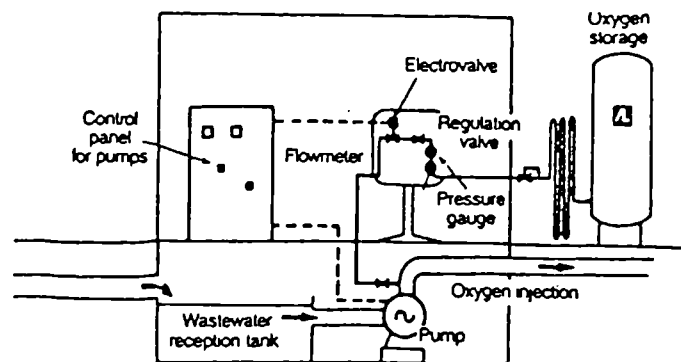 Oxygen
storage
Electrovalve
Control
panel
for pumps
Flowmeter
Regulation
valve
Pressure
gauge
Oxygen injection
Wastewater
reception tank
Pump